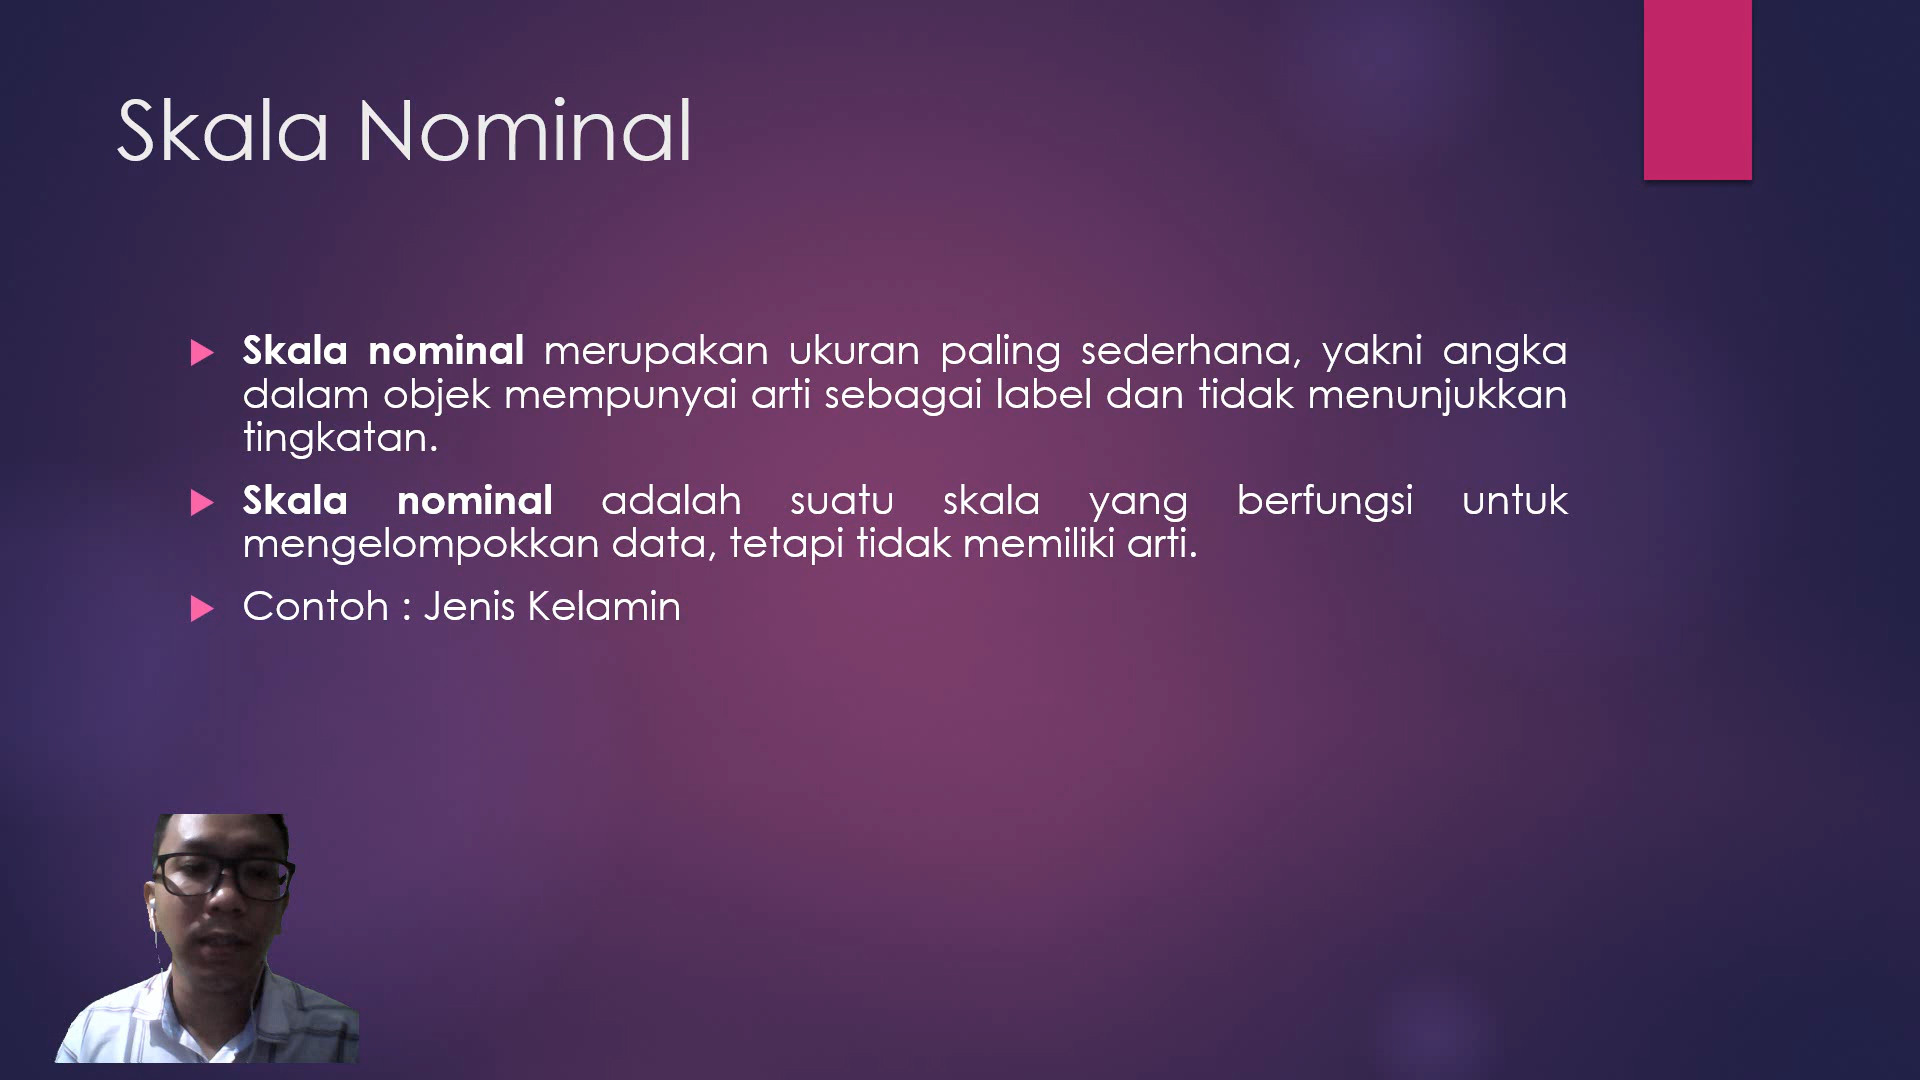 Skala Nominal
Skala nominal merupakan ukuran paling sederhana, yakni angka
dalam objek mempunyai arti sebagai label dan tidak menunjukkan
tingkatan.
Skala nominal adalah suatu skala yang berfungsi untuk
mengelompokkan data, tetapi tidak memiliki arti.
Contoh : Jenis Kelamin